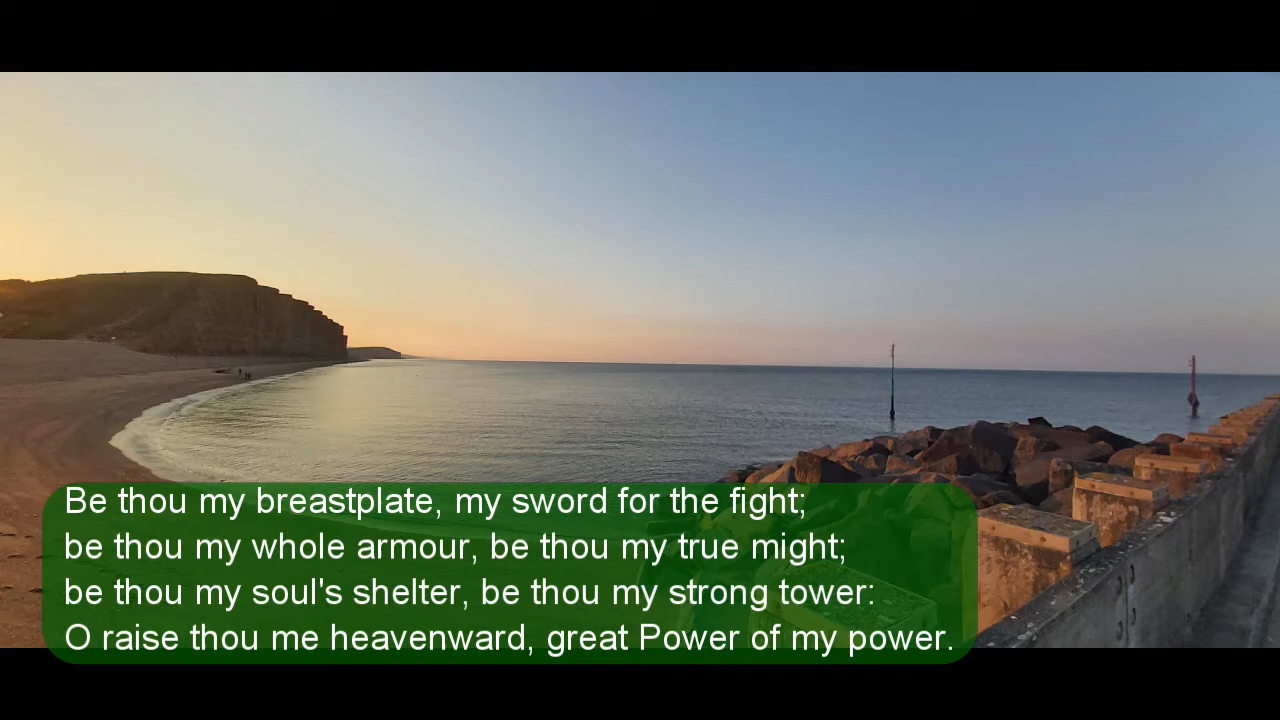 Be thou my breastplate, my sword for the fight;
be thou my whole armour, be thou my true might;
be thou my soul's shelter, be thou my strong tower:
O raise thou me heavenward, great Power of my power.